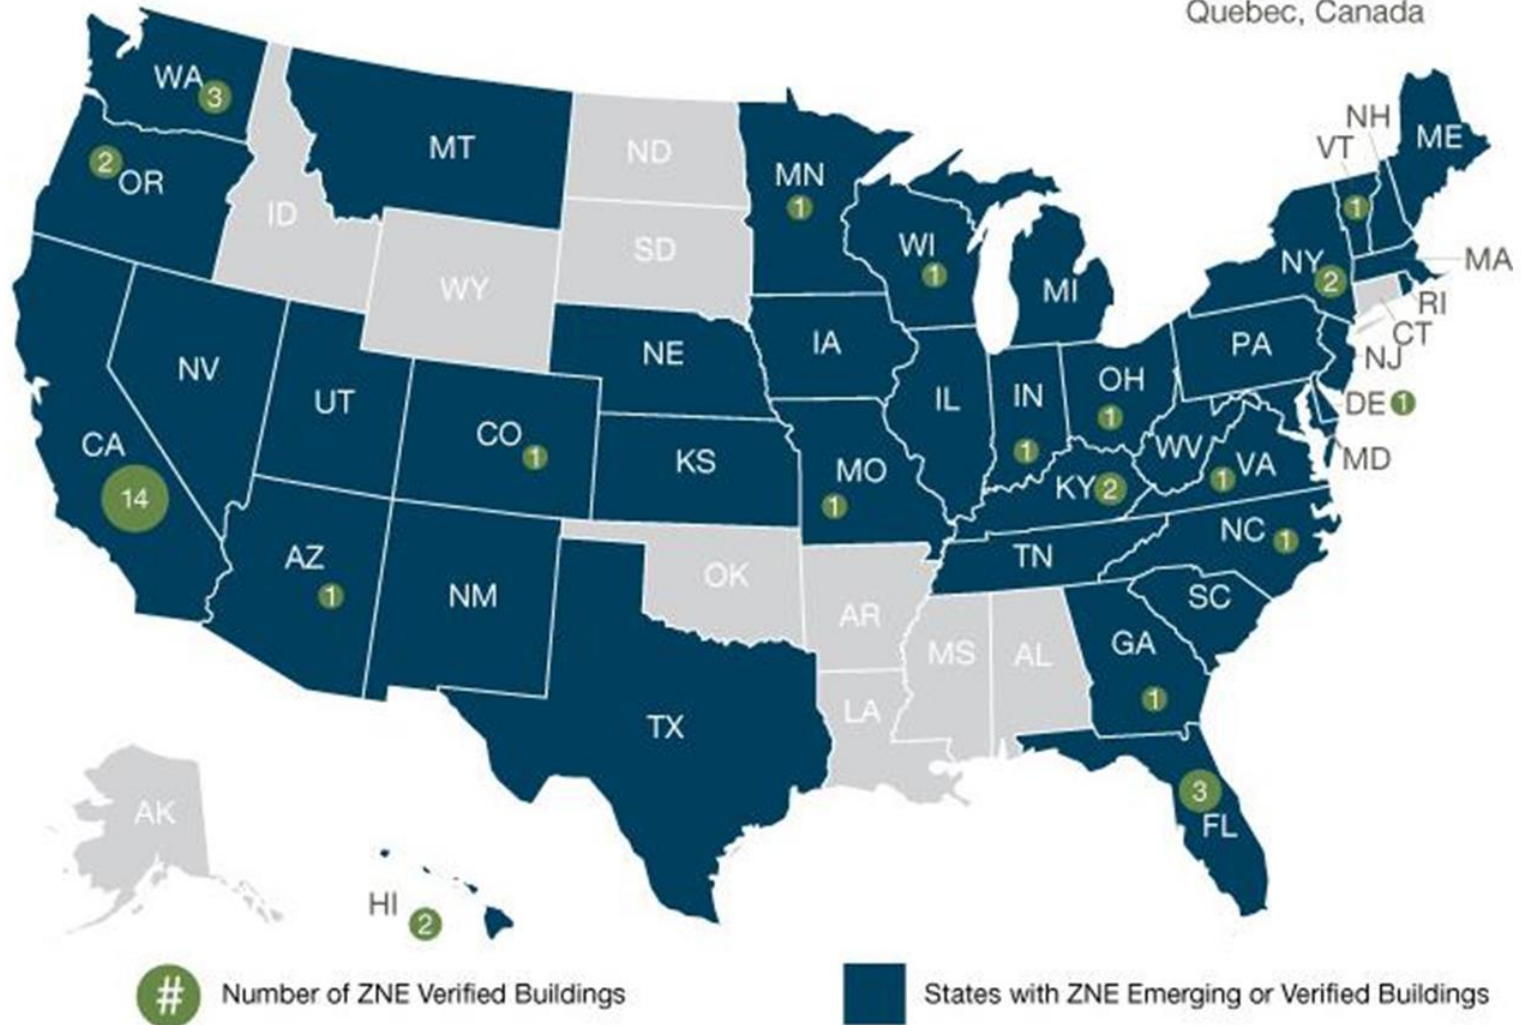 Quebec, Canada
WA 3
MT
ND
MN
1
NH
VT
ME
2
OR
ID
SD
WI
1
1
WY
MI
NY
2
MA
RI
CT
NJ
NV
NE
IA
PA
UT
CO
1
IL
IN
1
OH
1
DE 1
CA
14
KS
MO
1
KY 2
WV
1 VA
MD
AZ
1
NM
OK
TN
NC 1
AR
SC
MS
AL
GA
1
TX
LA
3
FL
AK
HI 2
# Number of ZNE Verified Buildings
States with ZNE Emerging or Verified Buildings